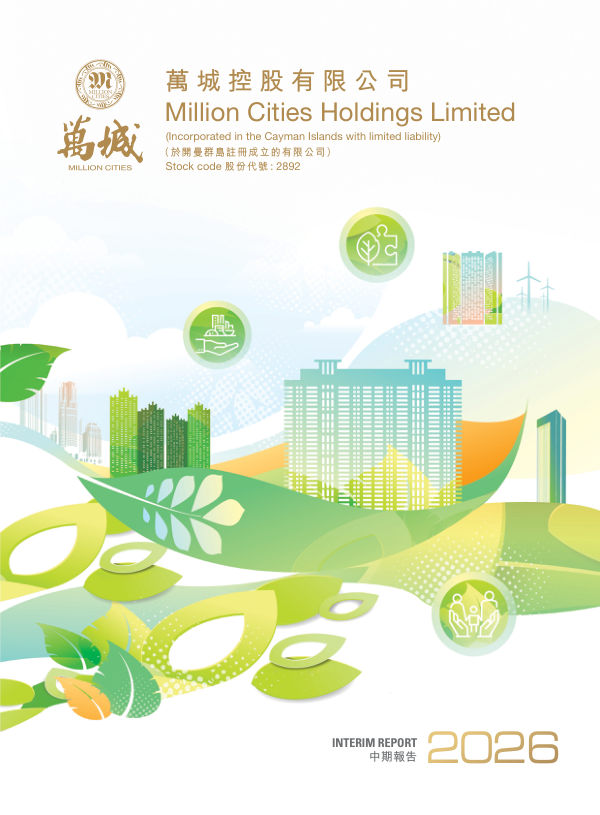 萬城控股有限公司
Million Cities Holdings Limited
(Incorporated in the Cayman Islands with limited liability)
(於開曼群島註冊成立的有限公司)
Stock code 股份代號 : 2892
M
MILLION
CITIES
萬城
MILLION CITIES
INTERIM REPORT
中期報告
2026